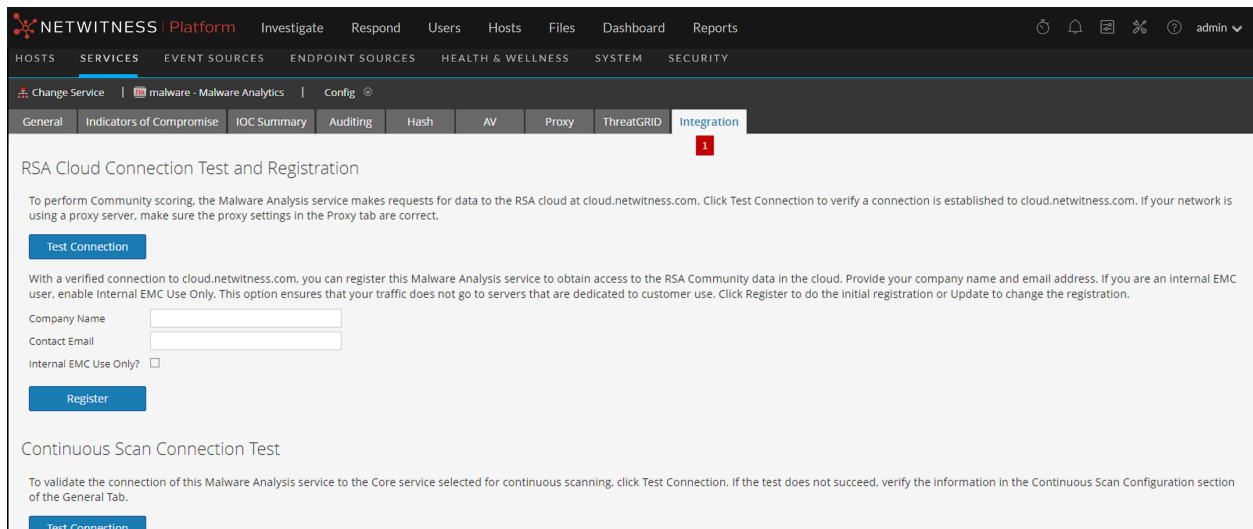 NETWITNESS | Platform Investigate Respond Users Hosts Files Dashboard Reports admin
HOSTS SERVICES EVENT SOURCES ENDPOINT SOURCES HEALTH & WELLNESS SYSTEM SECURITY
Change Service | malware - Malware Analytics | Config
General Indicators of Compromise IOC Summary Auditing Hash AV Proxy ThreatGRID Integration
1
RSA Cloud Connection Test and Registration
To perform Community scoring, the Malware Analysis service makes requests for data to the RSA cloud at cloud.netwitness.com. Click Test Connection to verify a connection is established to cloud.netwitness.com. If your network is
using a proxy server, make sure the proxy settings in the Proxy tab are correct.
Test Connection
With a verified connection to cloud.netwitness.com, you can register this Malware Analysis service to obtain access to the RSA Community data in the cloud. Provide your company name and email address. If you are an internal EMC
user, enable Internal EMC Use Only. This option ensures that your traffic does not go to servers that are dedicated to customer use. Click Register to do the initial registration or Update to change the registration.
Company Name
Contact Email
Internal EMC Use Only?
Register
Continuous Scan Connection Test
To validate the connection of this Malware Analysis service to the Core service selected for continuous scanning, click Test Connection. If the test does not succeed, verify the information in the Continuous Scan Configuration section
of the General Tab.
Test Connection